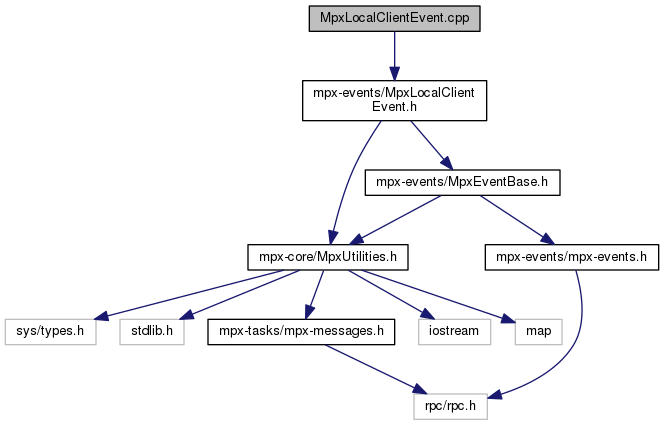 MpxLocalClientEvent.cpp
mpx-events/MpxLocalClient
Event.h
mpx-events/MpxEventBase.h
mpx-core/MpxUtilities.h
mpx-events/mpx-events.h
sys/types.h
stdlib.h
mpx-tasks/mpx-messages.h
iostream
map
rpc/rpc.h